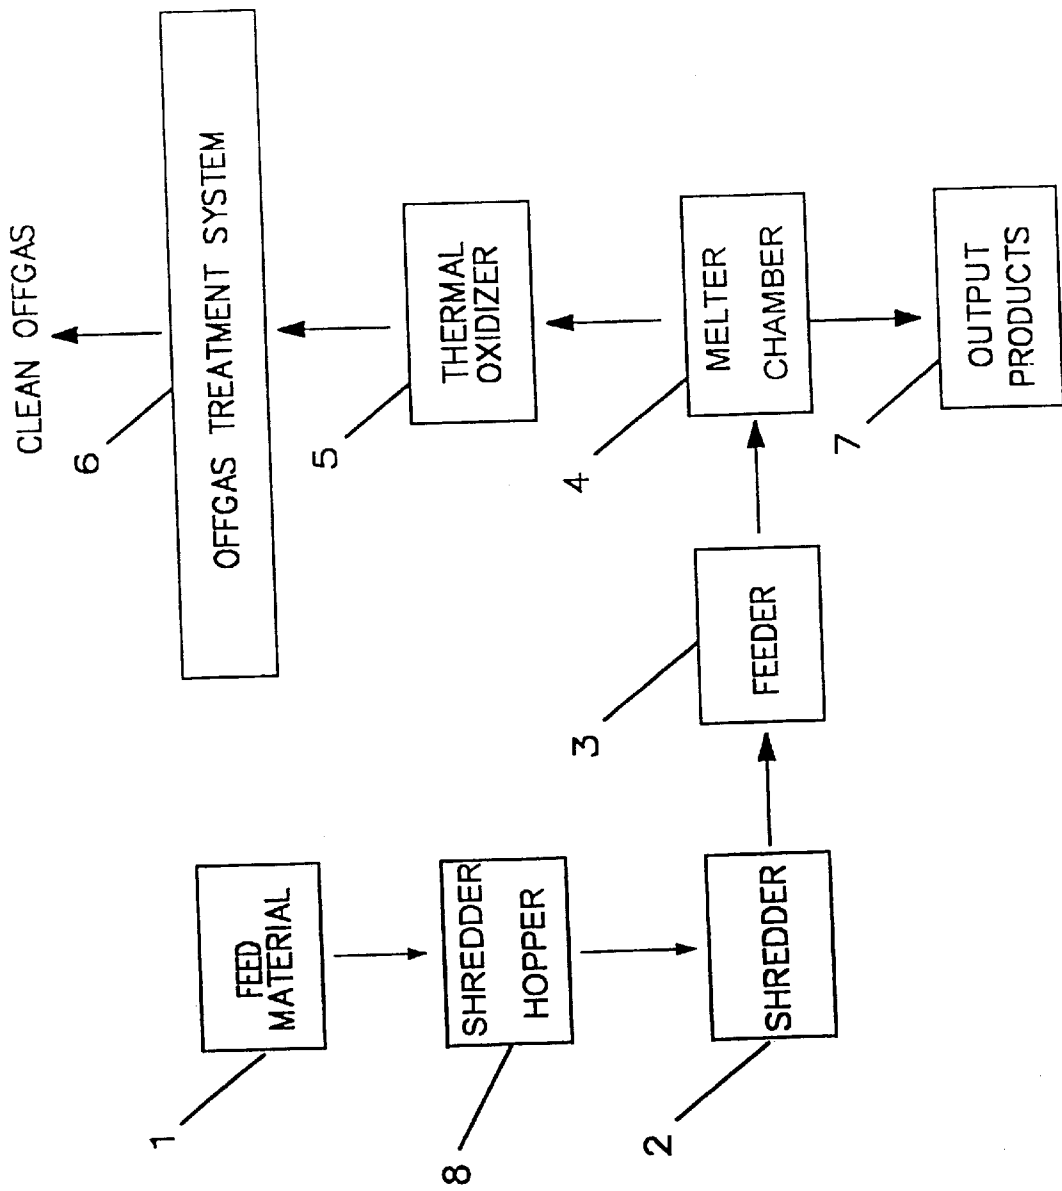 CLEAN OFFGAS
6
OFFGAS TREATMENT SYSTEM
1
FEED
MATERIAL
5
THERMAL
OXIDIZER
8
SHREDDER
HOPPER
2
SHREDDER
3
FEEDER
4
MELTER
CHAMBER
7
OUTPUT
PRODUCTS